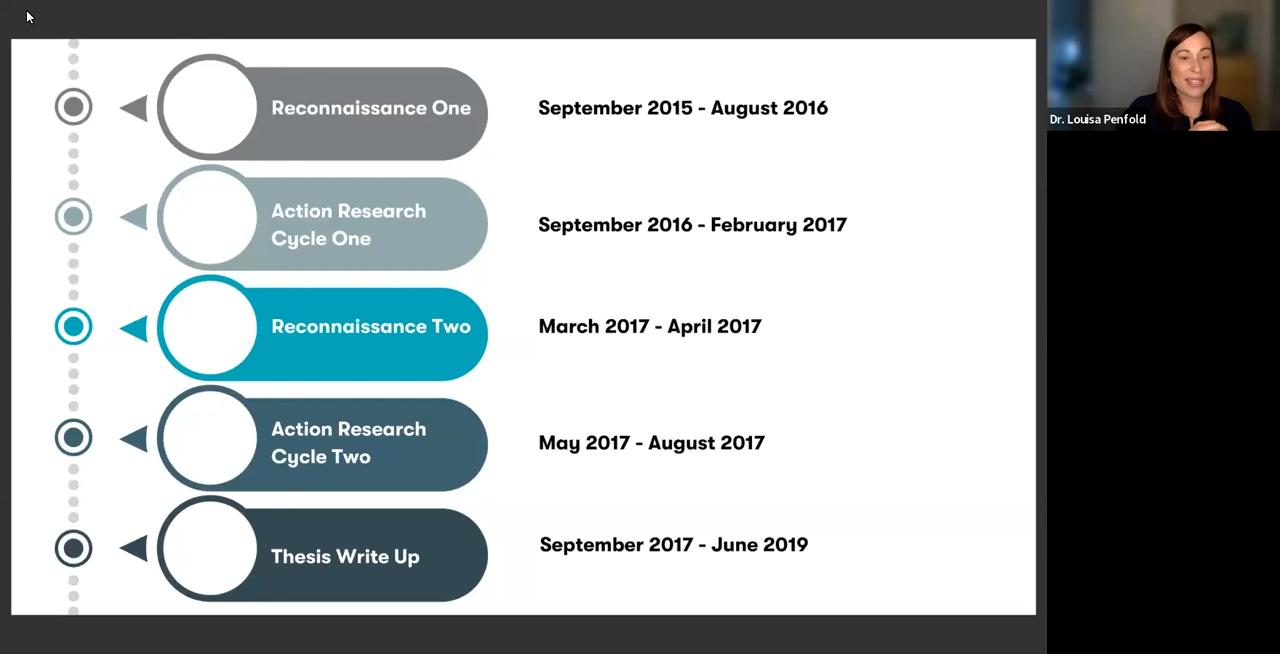 Reconnaissance One
September 2015 - August 2016
Action Research
Cycle One
September 2016 - February 2017
Reconnaissance Two
March 2017 - April 2017
Action Research
Cycle Two
May 2017 - August 2017
Thesis Write Up
September 2017 - June 2019
Dr. Louisa Penfold